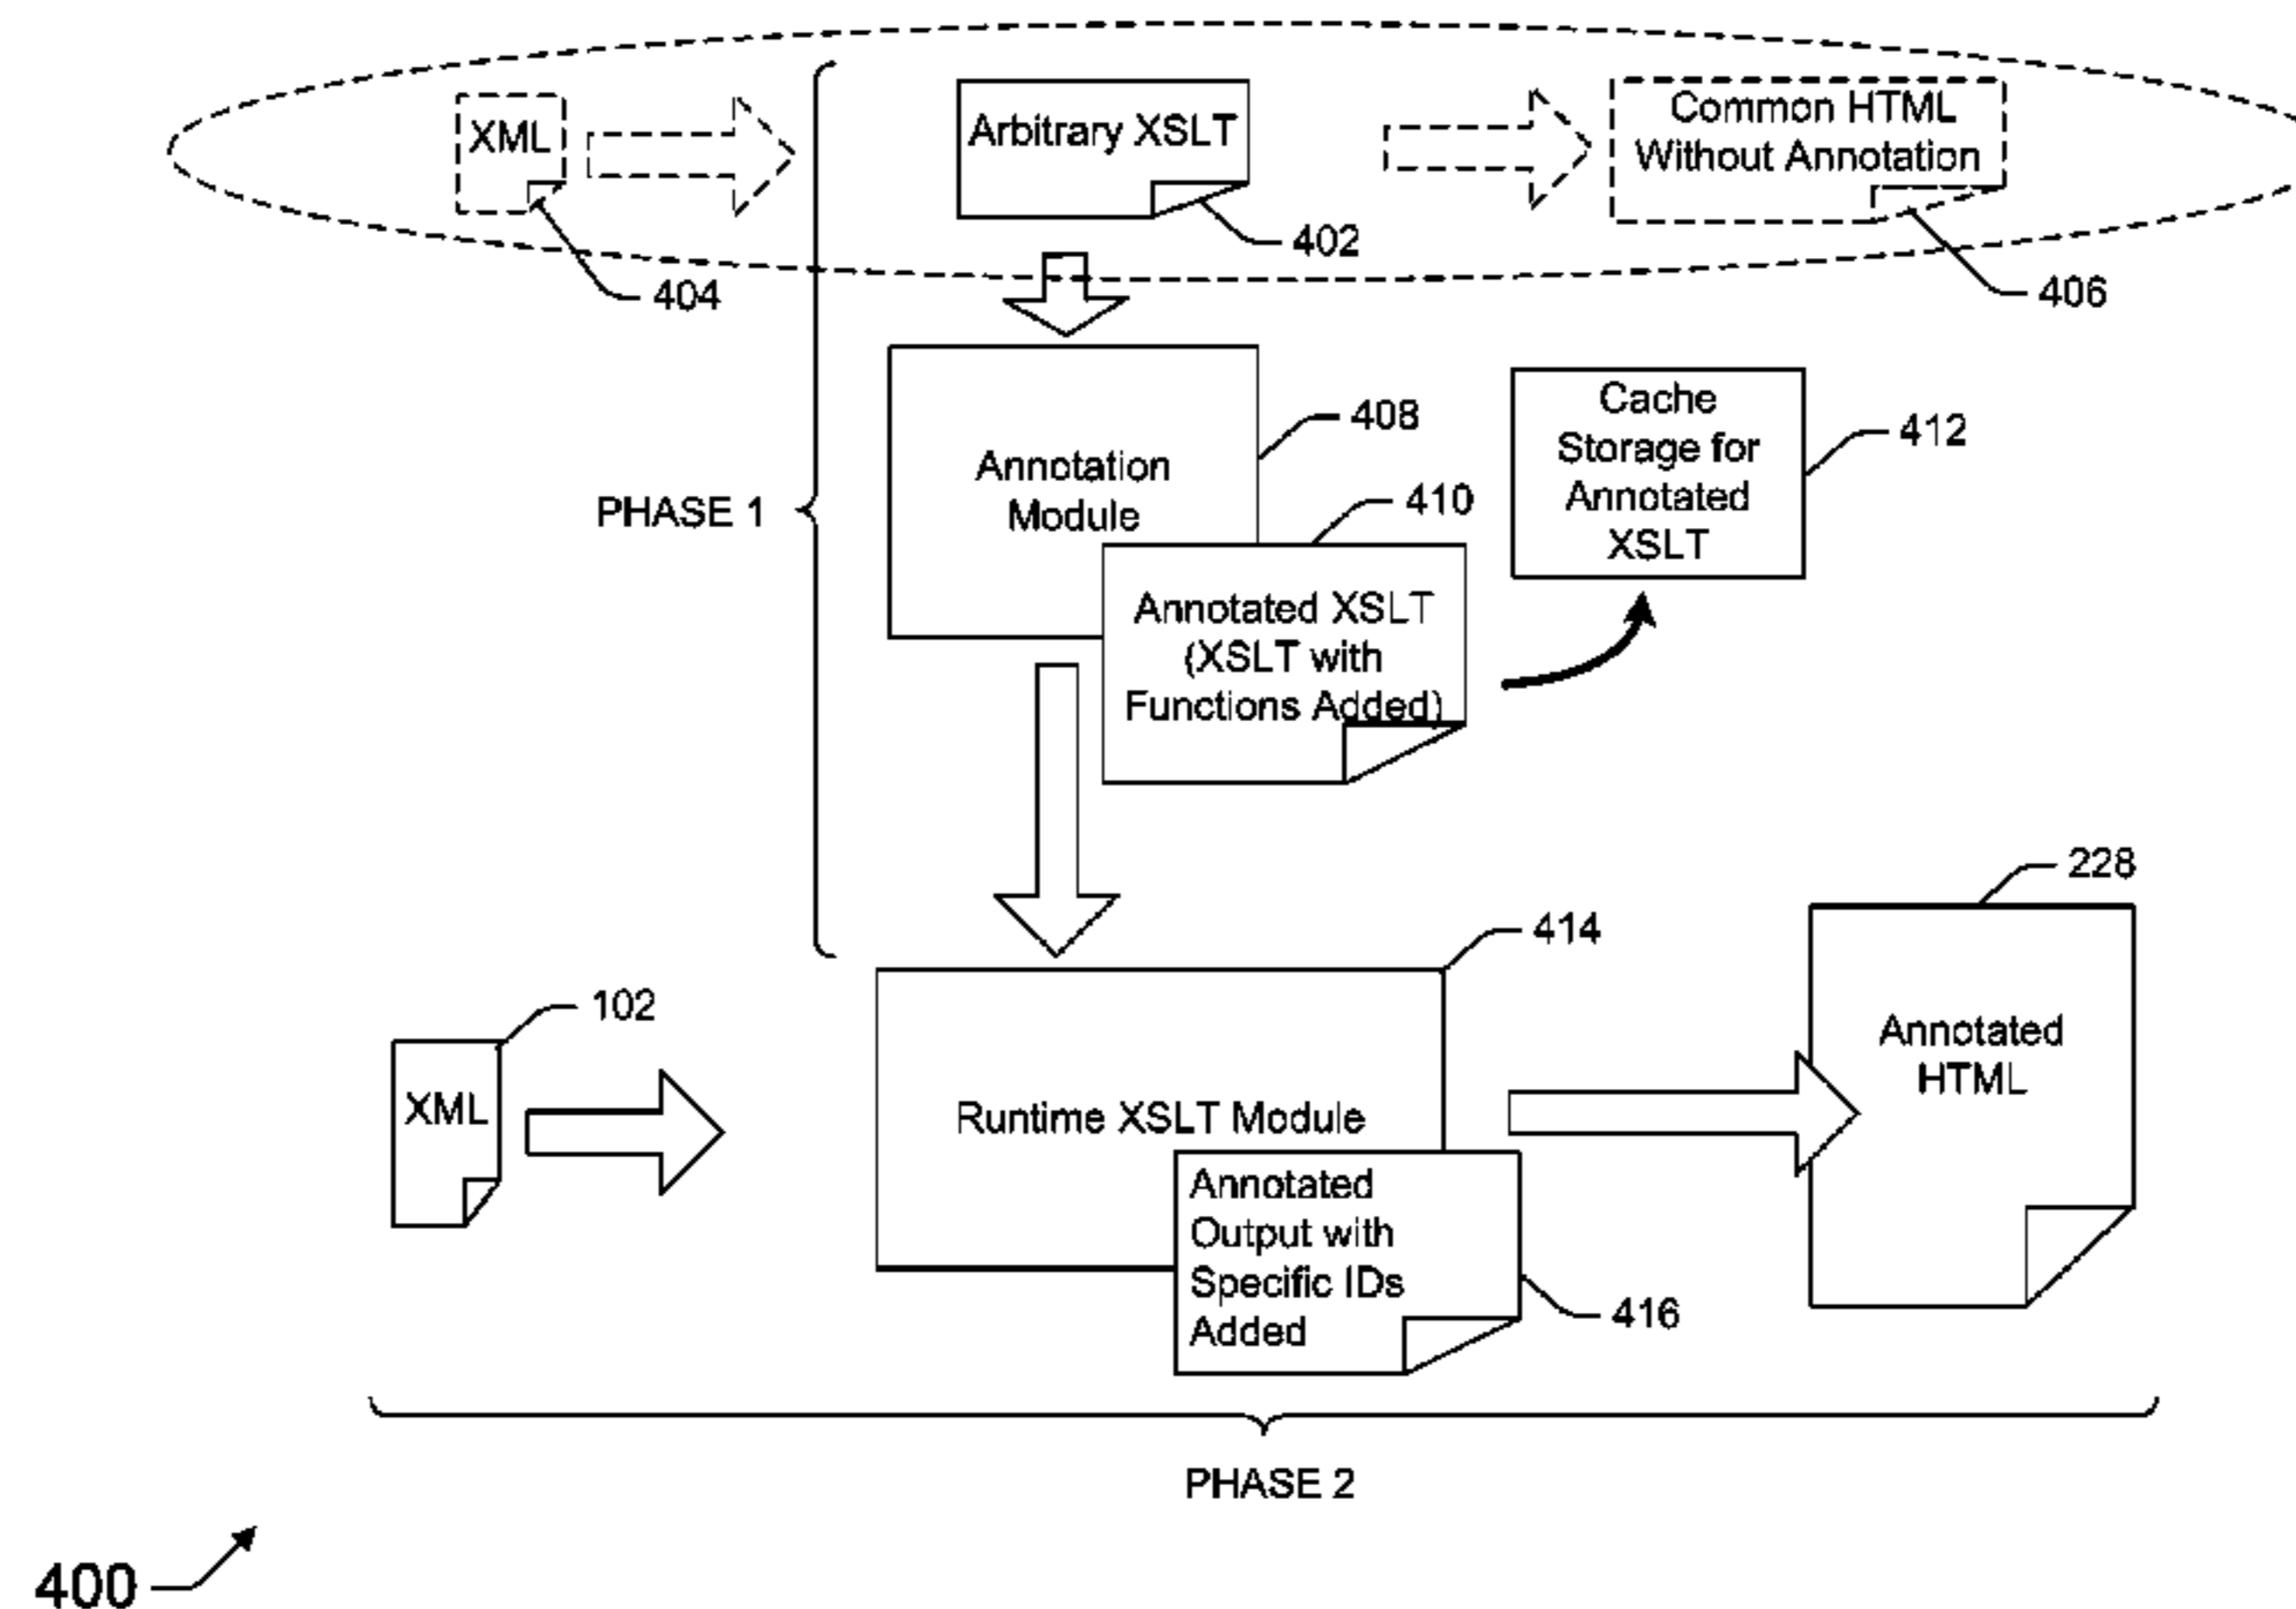 XML
Arbitrary XSLT
Common HTML
Without Annotation
402
404
406
Annotation
Module
408
Cache
Storage for
Annotated
XSLT
412
410
PHASE 1
Annotated XSLT
(XSLT with
Functions Added)
228
414
102
XML
Runtime XSLT Module
Annotated
HTML
Annotated
Output with
Specific IDs
Added
416
PHASE 2
400